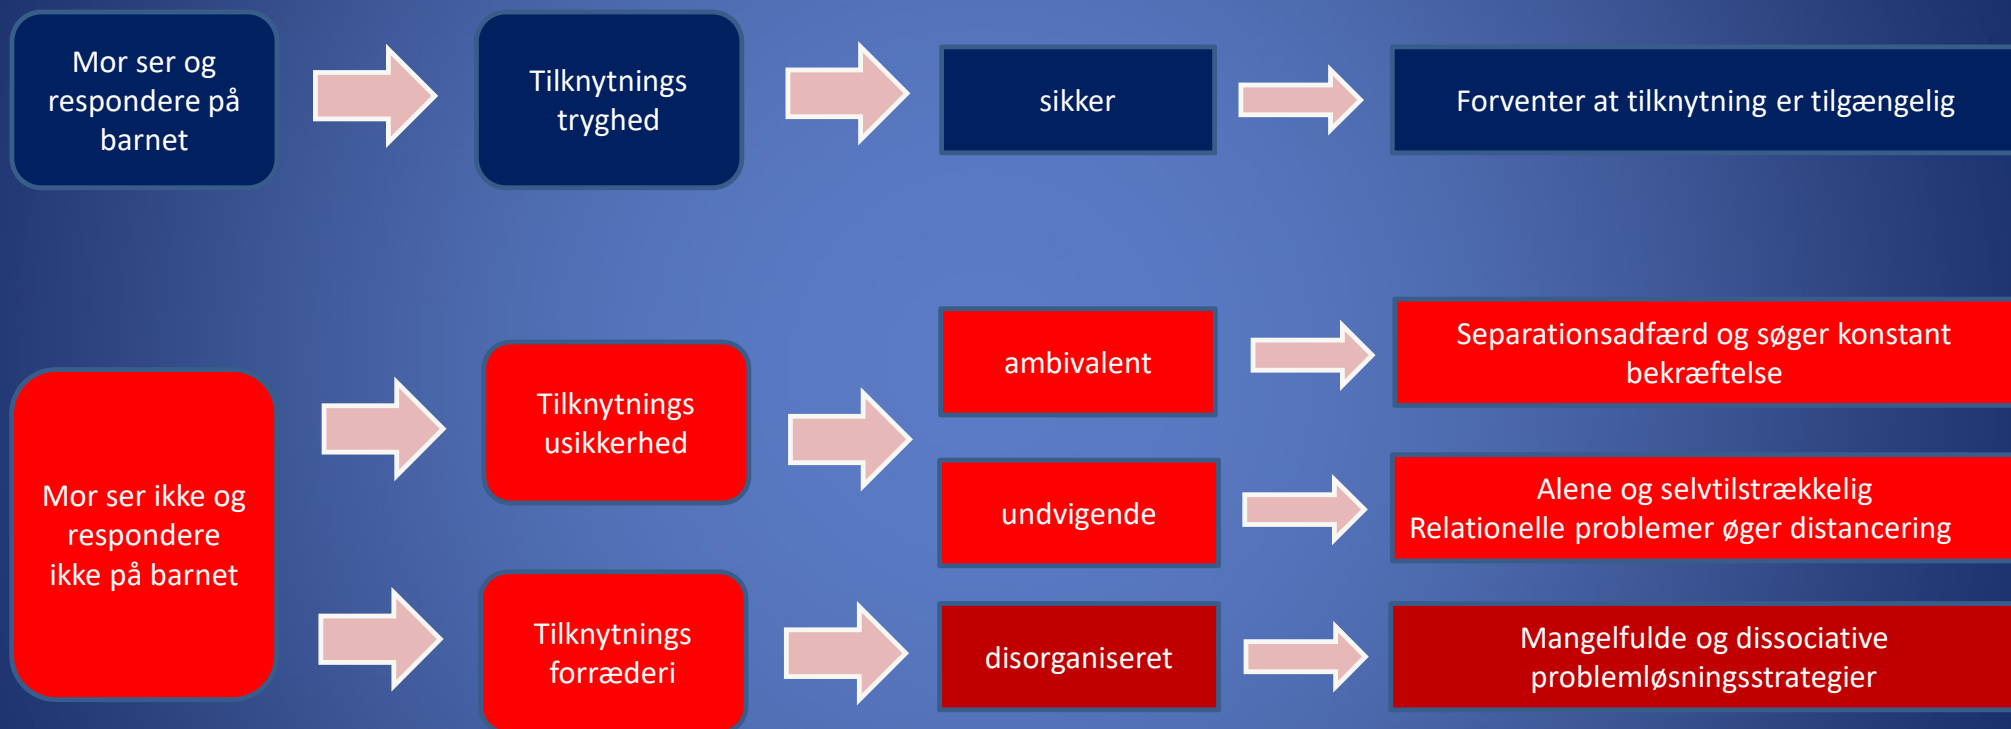 Mor ser og
respondere på
barnet
Tilknytnings
tryghed
sikker
Forventer at tilknytning er tilgængelig
Mor ser ikke og
respondere
ikke på barnet
Tilknytnings
usikkerhed
ambivalent
Separationsadfærd og søger konstant
bekræftelse
undvigende
Alene og selvtilstrækkelig
Relationelle problemer øger distancering
Tilknytnings
forræderi
disorganiseret
Mangelfulde og dissociative
problemløsningsstrategier